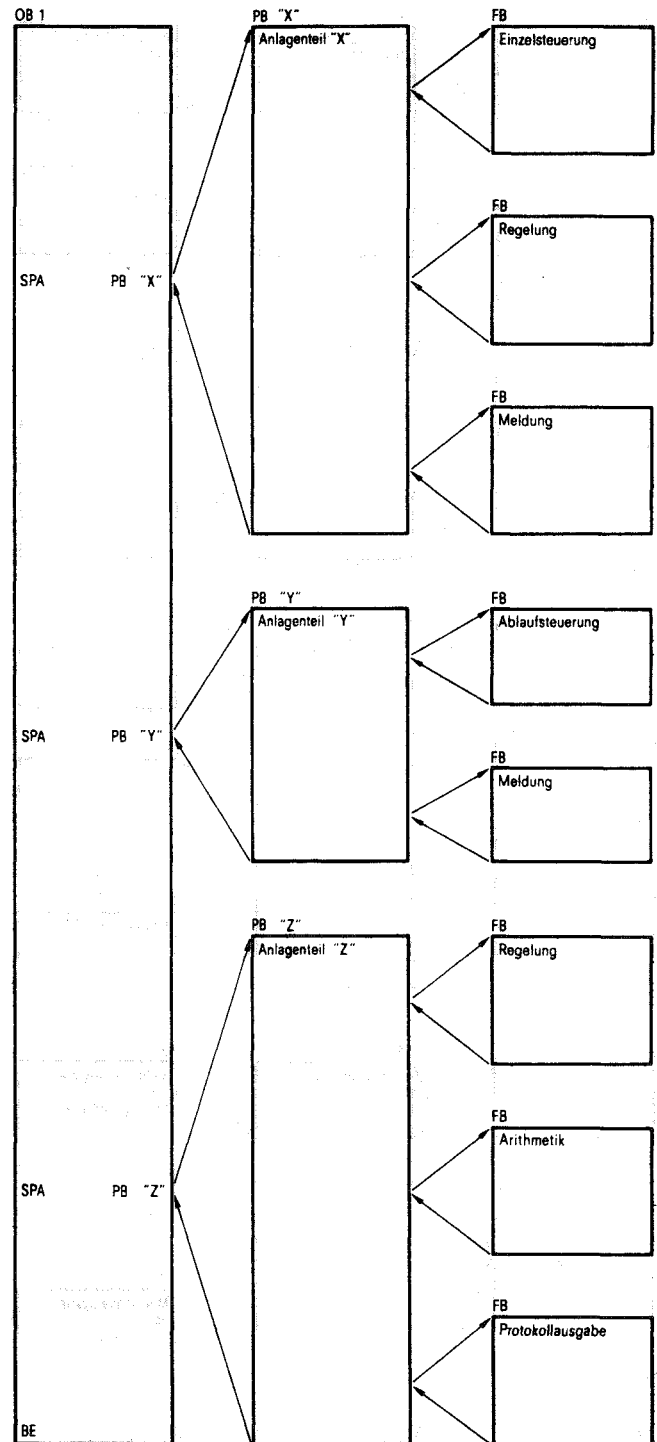 OB 1
SPA PB "X"
SPA PB "Y"
SPA PB "Z"
BE
PB "X"
Anlagenteil "X"
FB
Einzelsteuerung
FB
Regelung
FB
Meldung
PB "Y"
Anlagenteil "Y"
FB
Ablaufsteuerung
FB
Meldung
PB "Z"
Anlagenteil "Z"
FB
Regelung
FB
Arithmetik
FB
Protokollausgabe